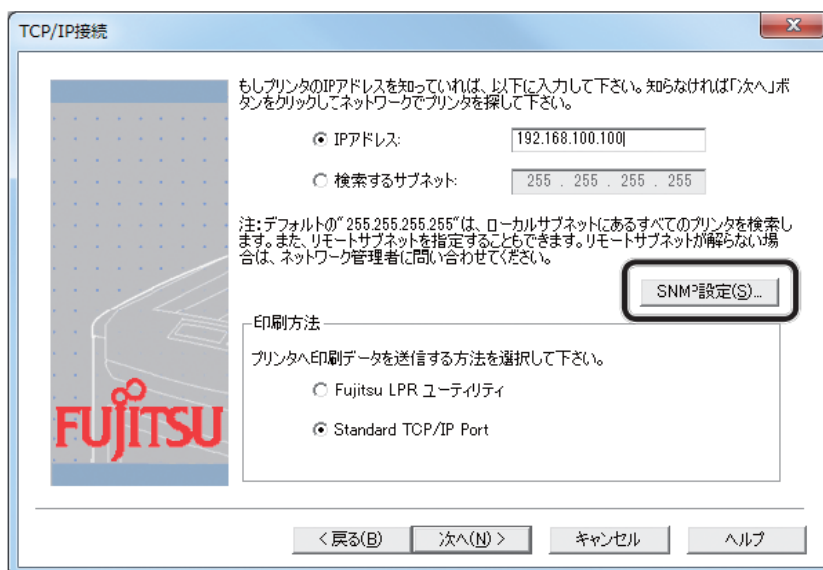 TCP/IP接続
もしプリンタのIPアドレスを知っていれば、以下に入力して下さい。知らなければ「次へ」ボ
タンをクリックしてネットワークでプリンタを探して下さい。
IPアドレス:
192.168.100.100
検索するサブネット:
255 . 255 . 255 . 255
注:デフォルトの"255.255.255.255"は、ローカルサブネットにあるすべてのプリンタを検索し
ます。また、リモートサブネットを指定することもできます。リモートサブネットが解らない場
合は、ネットワーク管理者に問い合わせてください。
SNMP設定(S)...
印刷方法
プリンタへ印刷データを送信する方法を選択して下さい。
Fujitsu LPR ユーティリティ
Standard TCP/IP Port
FUJITSU
< 戻る(B)
次へ(N) >
キャンセル
ヘルプ